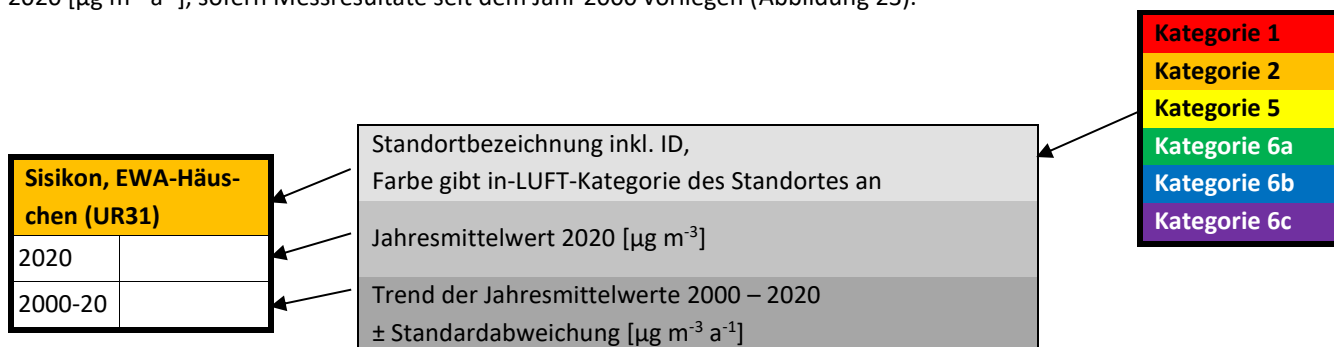 2020 [µg m⁻³ a⁻¹], sofern Messresultate seit dem Jahr 2000 vorliegen (Abbildung 23).
Kategorie 1
Kategorie 2
Kategorie 5
Kategorie 6a
Kategorie 6b
Kategorie 6c
Standortbezeichnung inkl. ID,
Farbe gibt in-LUFT-Kategorie des Standortes an
Jahresmittelwert 2020 [µg m⁻³]
Trend der Jahresmittelwerte 2000 – 2020
± Standardabweichung [µg m⁻³ a⁻¹]
Sisikon, EWA-Häus-
chen (UR31)
2020
2000-20